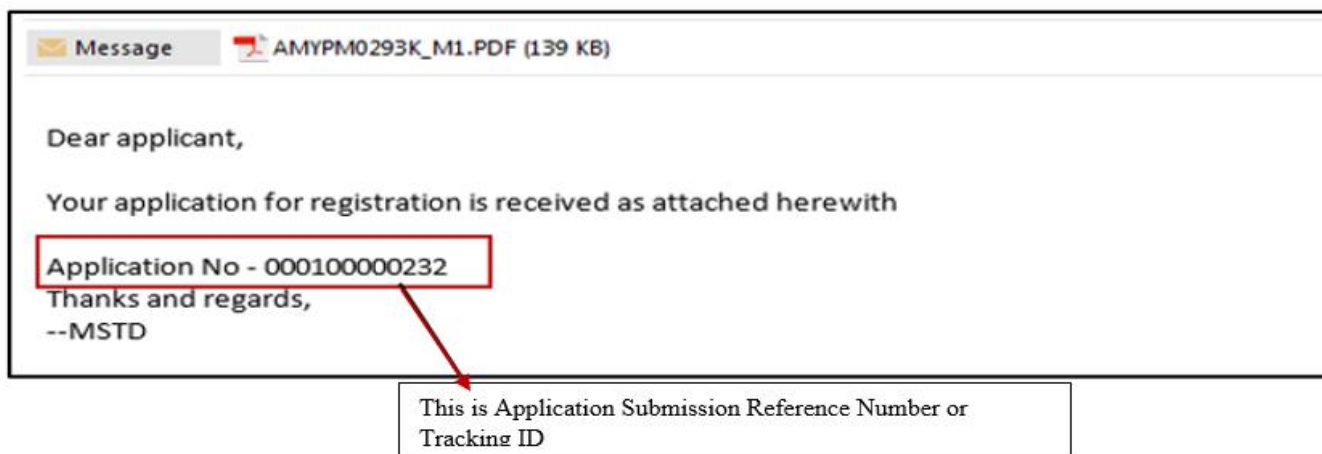 Message AMYPM0293K_M1.PDF (139 KB)
Dear applicant,
Your application for registration is received as attached herewith
Application No - 000100000232
Thanks and regards,
--MSTD
This is Application Submission Reference Number or
Tracking ID